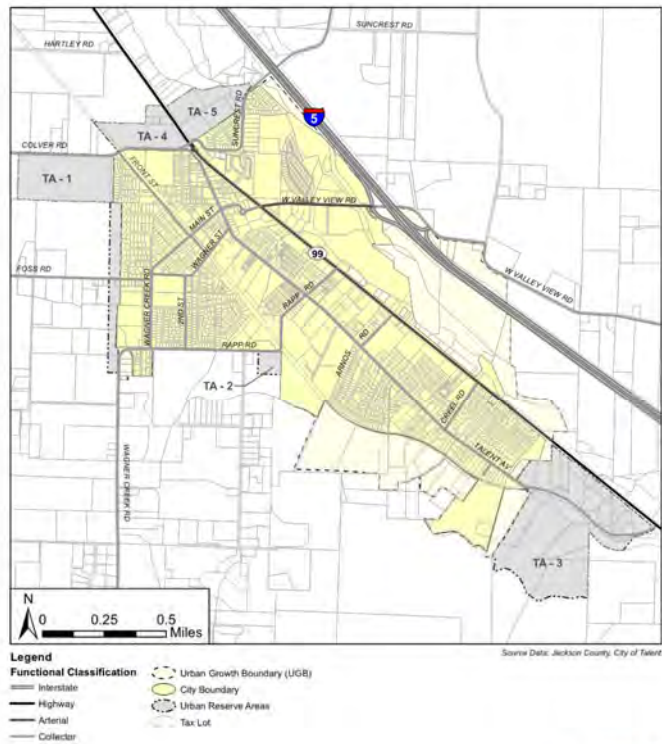 SUNCREST RD
HARTLEY RD
TA - 5
SUNCREST RD
5
TA - 4
COLVER RD
TA - 1
FRONT ST
MAIN ST
W VALLEY VIEW RD
WAGNER ST
99
FOSS RD
WAGNER CREEK RD
2ND ST
RAPP RD
W VALLEY VIEW RD
RAPP RD
ARNOS RD
TA - 2
CREEL RD
TALENT AV
WAGNER CREEK RD
TA - 3
N
0 0.25 0.5
Miles
Source Data: Jackson County, City of Talent
Legend
Functional Classification
Interstate
Highway
Arterial
Collector
Urban Growth Boundary (UGB)
City Boundary
Urban Reserve Areas
Tax Lot